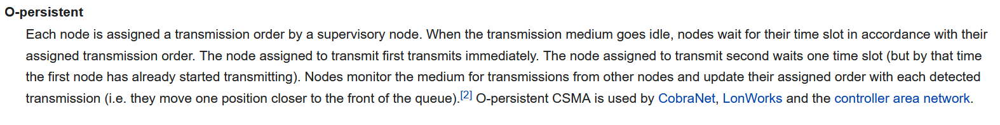 O-persistent
Each node is assigned a transmission order by a supervisory node. When the transmission medium goes idle, nodes wait for their time slot in accordance with their
assigned transmission order. The node assigned to transmit first transmits immediately. The node assigned to transmit second waits one time slot (but by that time
the first node has already started transmitting). Nodes monitor the medium for transmissions from other nodes and update their assigned order with each detected
transmission (i.e. they move one position closer to the front of the queue).[2] O-persistent CSMA is used by CobraNet, LonWorks and the controller area network.